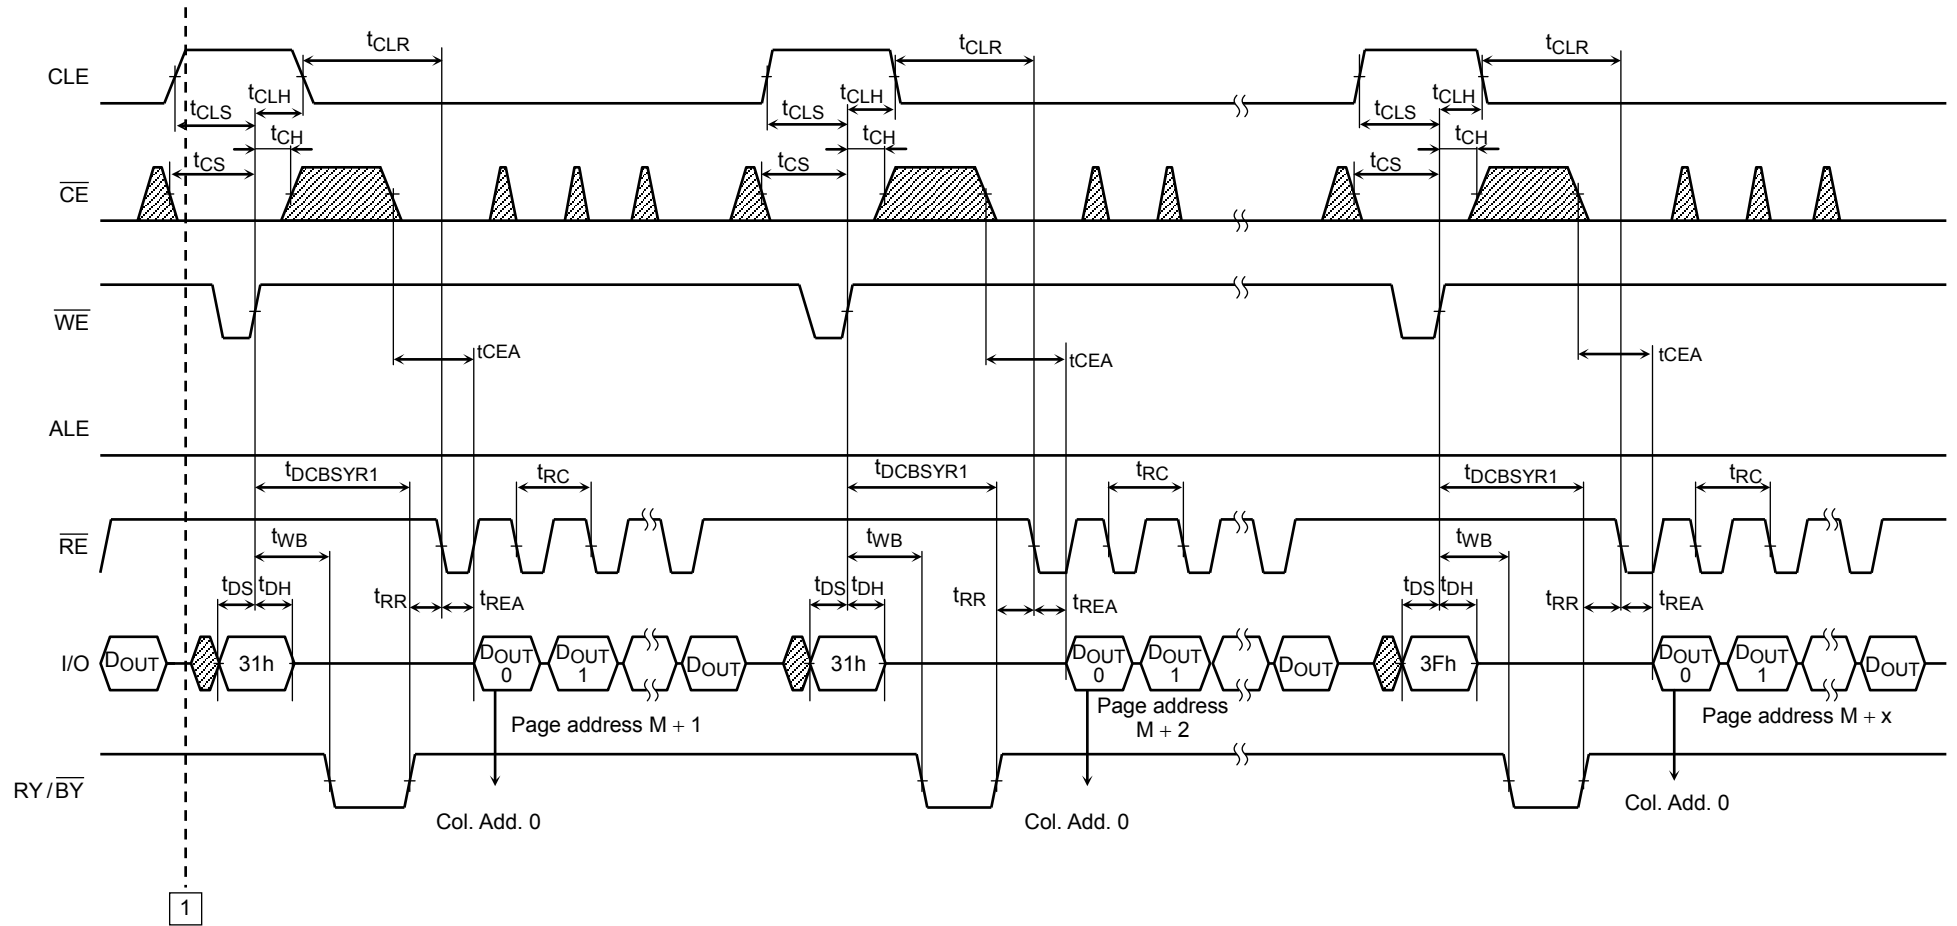 tCLR tCLR tCLR
CLE
tCLH tCLH tCLH
tCLS tCLS tCLS
tCH tCH tCH
tCS tCS tCS
CE
WE
tCEA tCEA tCEA
ALE
tDCBSYR1 tRC tDCBSYR1 tRC tDCBSYR1 tRC
RE
tWB tWB tWB
tDS tDH tDS tDH tDS tDH
tRR tREA tRR tREA tRR tREA
I/O DOUT 31h DOUT 0 DOUT 1 DOUT 31h DOUT 0 DOUT 1 DOUT 3Fh DOUT 0 DOUT 1 DOUT
Page address M + 1
Page address
M + 2
Page address M + x
RY/BY
Col. Add. 0 Col. Add. 0 Col. Add. 0
1